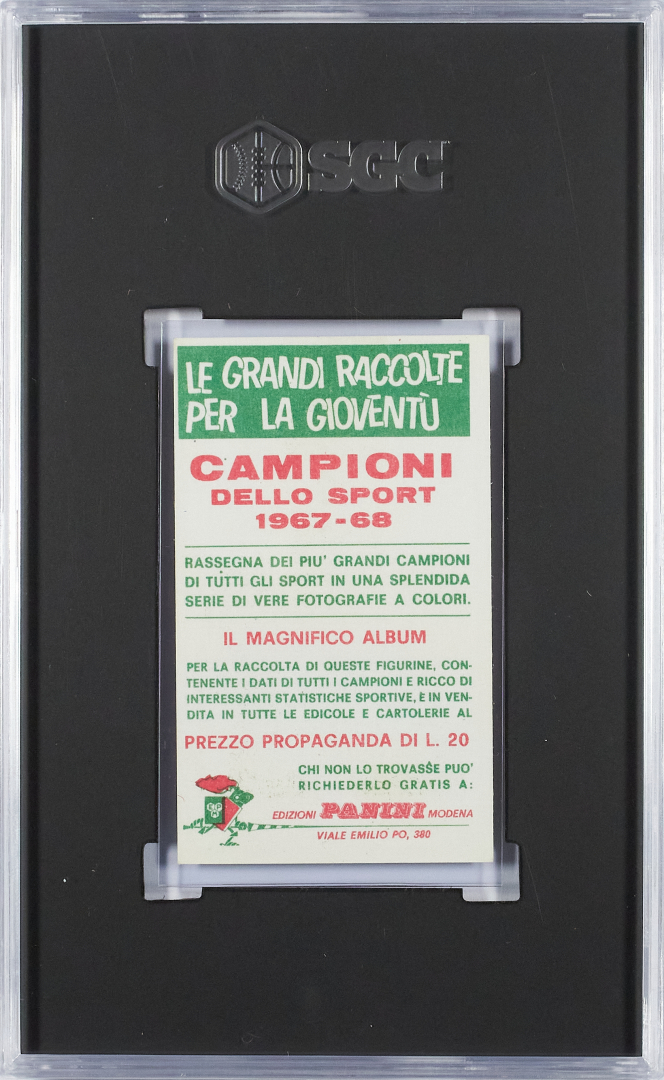 SGC
LE GRANDI RACCOLTE
PER LA GIOVENTÙ
CAMPIONI
DELLO SPORT
1967-68
RASSEGNA DEI PIU' GRANDI CAMPIONI
DI TUTTI GLI SPORT IN UNA SPLENDIDA
SERIE DI VERE FOTOGRAFIE A COLORI.
IL MAGNIFICO ALBUM
PER LA RACCOLTA DI QUESTE FIGURINE, CON-
TENENTE I DATI DI TUTTI I CAMPIONI E RICCO DI
INTERESSANTI STATISTICHE SPORTIVE, È IN VEN-
DITA IN TUTTE LE EDICOLE E CARTOLERIE AL
PREZZO PROPAGANDA DI L. 20
CHI NON LO TROVASSE PUO'
RICHIEDERLO GRATIS A:
EDIZIONI PANINI MODENA
VIALE EMILIO PO, 380